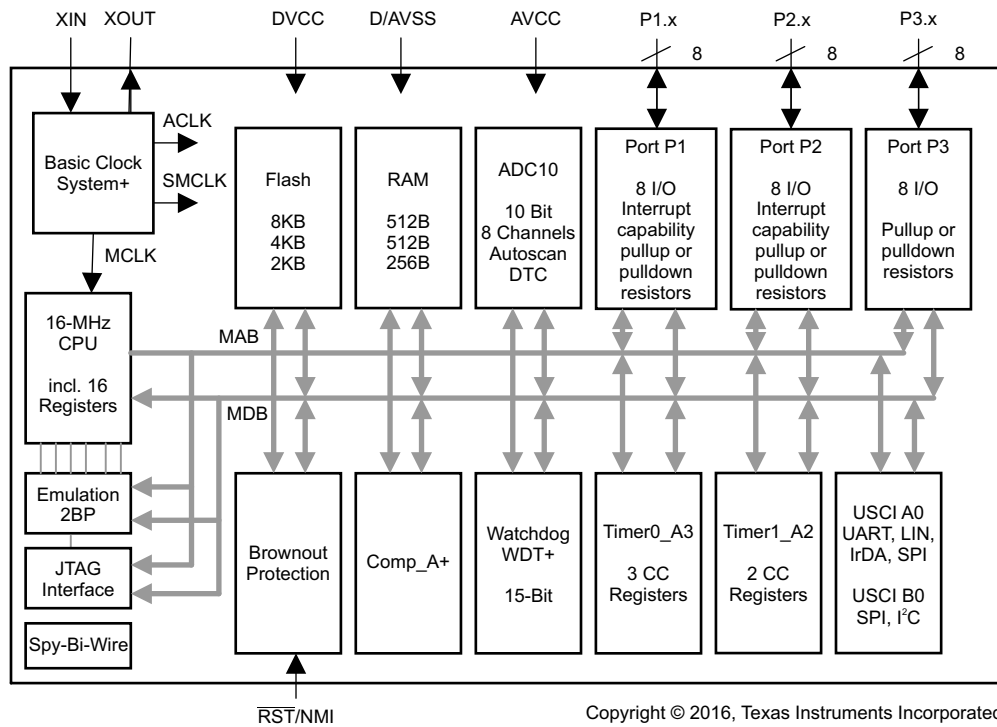 XIN
XOUT
DVCC
D/AVSS
AVCC
P1.x
P2.x
P3.x
8
8
8
Basic Clock
System+
ACLK
SMCLK
MCLK
Flash
8KB
4KB
2KB
RAM
512B
512B
256B
ADC10
10 Bit
8 Channels
Autoscan
DTC
Port P1
8 I/O
Interrupt
capability
pullup or
pulldown
resistors
Port P2
8 I/O
Interrupt
capability
pullup or
pulldown
resistors
Port P3
8 I/O
Pullup or
pulldown
resistors
16-MHz
CPU
incl. 16
Registers
MAB
MDB
Emulation
2BP
JTAG
Interface
Spy-Bi-Wire
Brownout
Protection
Comp_A+
Watchdog
WDT+
15-Bit
Timer0_A3
3 CC
Registers
Timer1_A2
2 CC
Registers
USCI A0
UART, LIN,
IrDA, SPI
USCI B0
SPI, I²C
RST/NMI
Copyright © 2016, Texas Instruments Incorporated